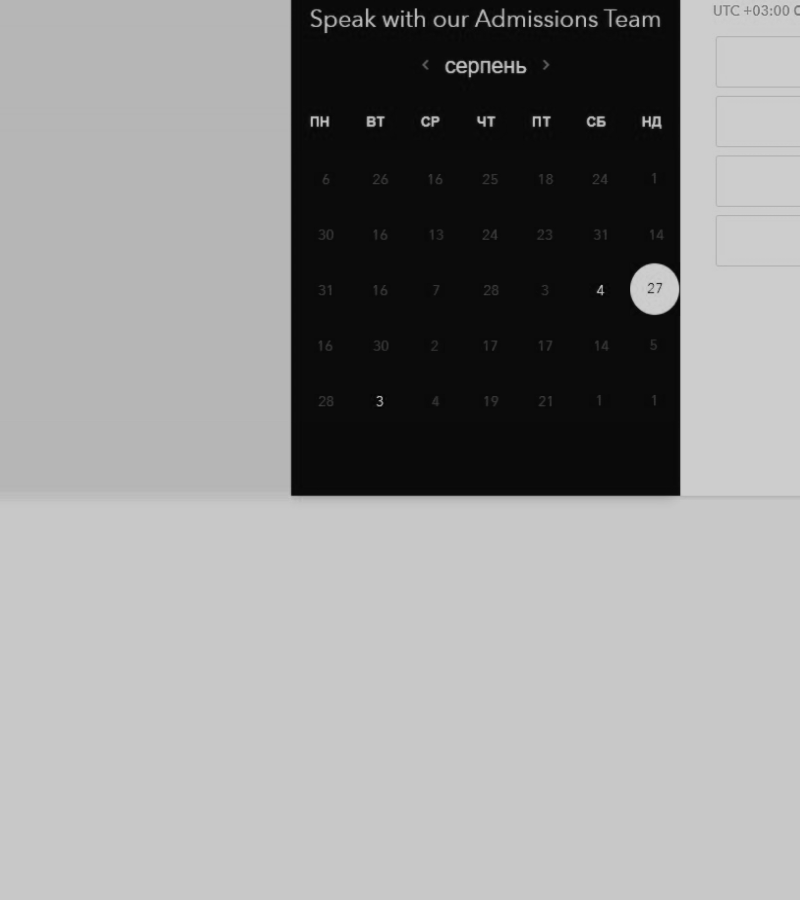 Speak with our Admissions Team
UTC +03:00
серпень
ПН ВТ СР ЧТ ПТ СБ НД
6 26 16 25 18 24 1
30 16 13 24 23 31 14
31 16 7 28 3 4 27
16 30 2 17 17 14 5
28 3 4 19 21 1 1